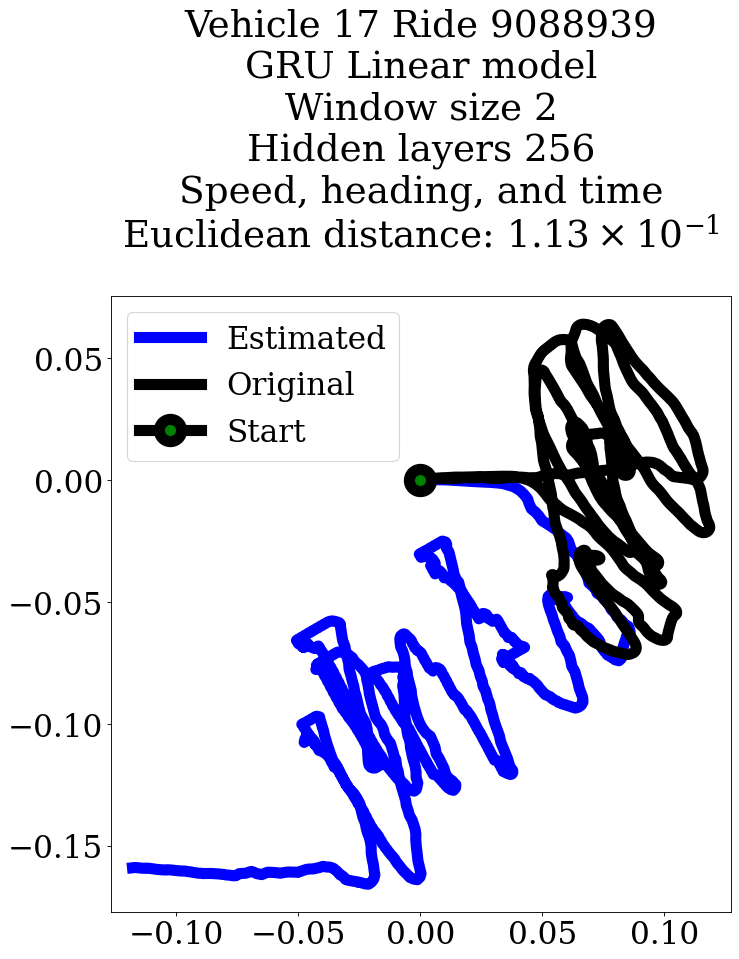 Vehicle 17 Ride 9088939
GRU Linear model
Window size 2
Hidden layers 256
Speed, heading, and time
Euclidean distance: 1.13 × 10⁻¹
Estimated
Original
Start
0.05
0.00
−0.05
−0.10
−0.15
−0.10 −0.05 0.00 0.05 0.10